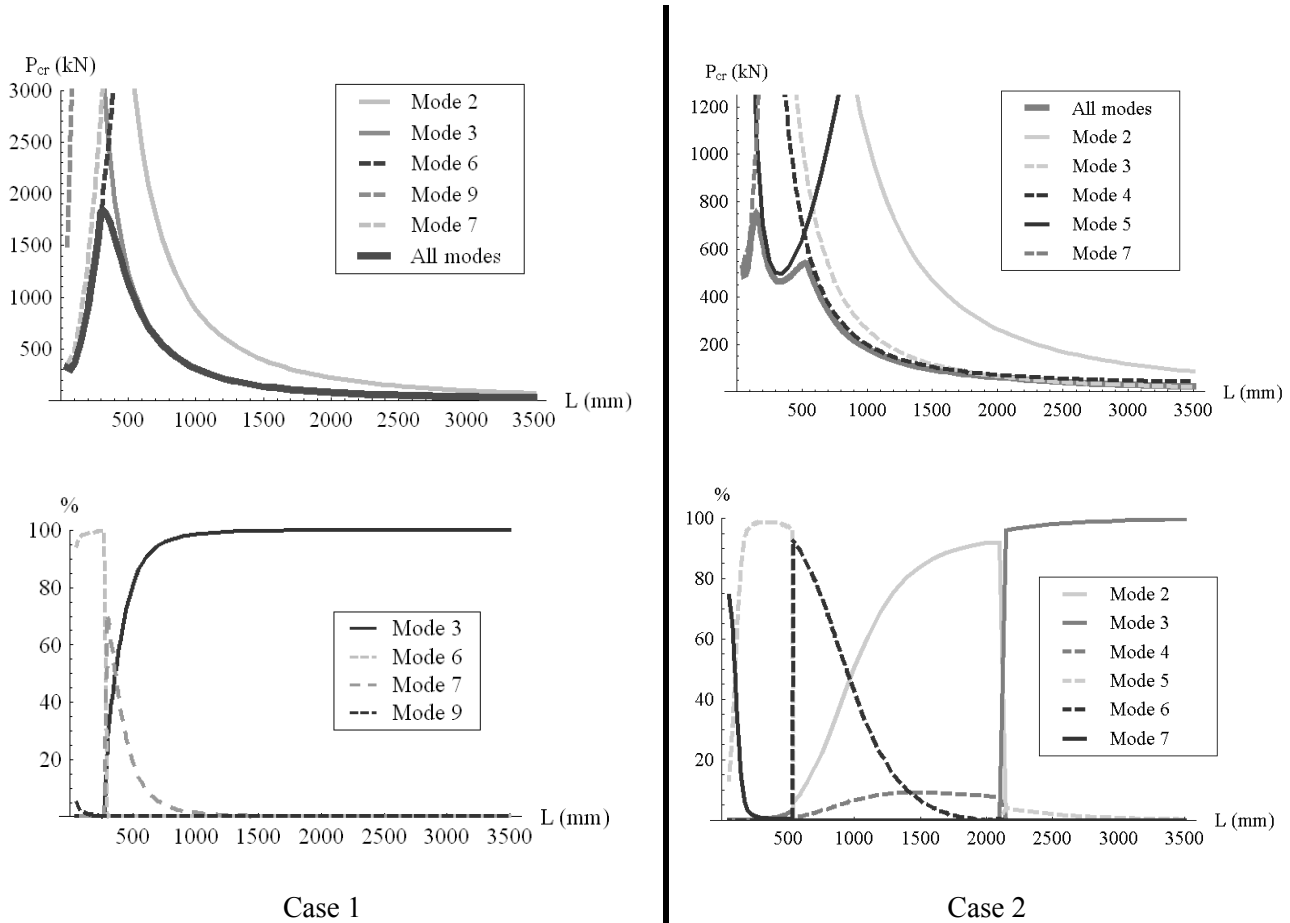 P_cr (kN)
3000
2500
2000
1500
1000
500
500 1000 1500 2000 2500 3000 3500
L (mm)
Mode 2
Mode 3
Mode 6
Mode 9
Mode 7
All modes
%
100
80
60
40
20
500 1000 1500 2000 2500 3000 3500
L (mm)
Mode 3
Mode 6
Mode 7
Mode 9
Case 1
P_cr (kN)
1200
1000
800
600
400
200
500 1000 1500 2000 2500 3000 3500
L (mm)
All modes
Mode 2
Mode 3
Mode 4
Mode 5
Mode 7
%
100
80
60
40
20
500 1000 1500 2000 2500 3000 3500
L (mm)
Mode 2
Mode 3
Mode 4
Mode 5
Mode 6
Mode 7
Case 2